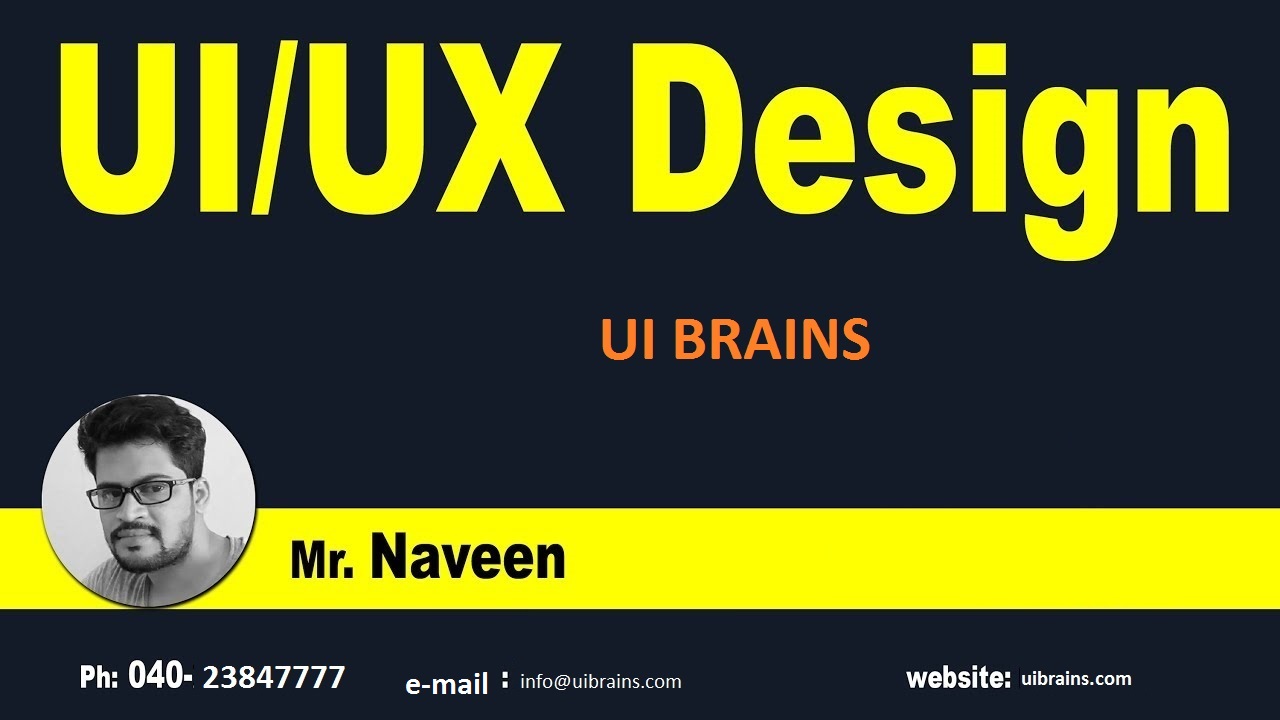 UI/UX Design
UI BRAINS
Mr. Naveen
Ph: 040- 23847777 e-mail : info@uibrains.com website: uibrains.com